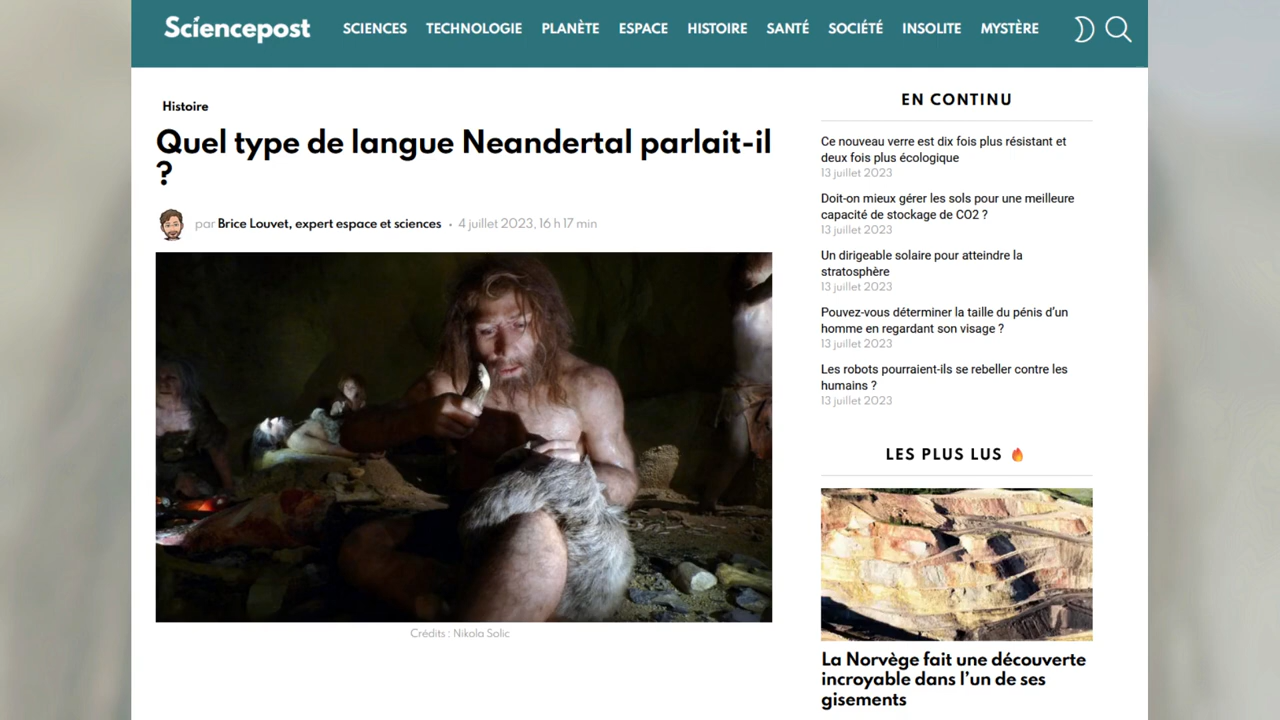 Sciencepost
SCIENCES TECHNOLOGIE PLANÈTE ESPACE HISTOIRE SANTÉ SOCIÉTÉ INSOLITE MYSTÈRE
Histoire
Quel type de langue Neandertal parlait-il
?
par Brice Louvet, expert espace et sciences • 4 juillet 2023, 16 h 17 min
Crédits : Nikola Solic
EN CONTINU
Ce nouveau verre est dix fois plus résistant et
deux fois plus écologique
13 juillet 2023
Doit-on mieux gérer les sols pour une meilleure
capacité de stockage de CO2 ?
13 juillet 2023
Un dirigeable solaire pour atteindre la
stratosphère
13 juillet 2023
Pouvez-vous déterminer la taille du pénis d’un
homme en regardant son visage ?
13 juillet 2023
Les robots pourraient-ils se rebeller contre les
humains ?
13 juillet 2023
LES PLUS LUS 🔥
La Norvège fait une découverte
incroyable dans l’un de ses
gisements